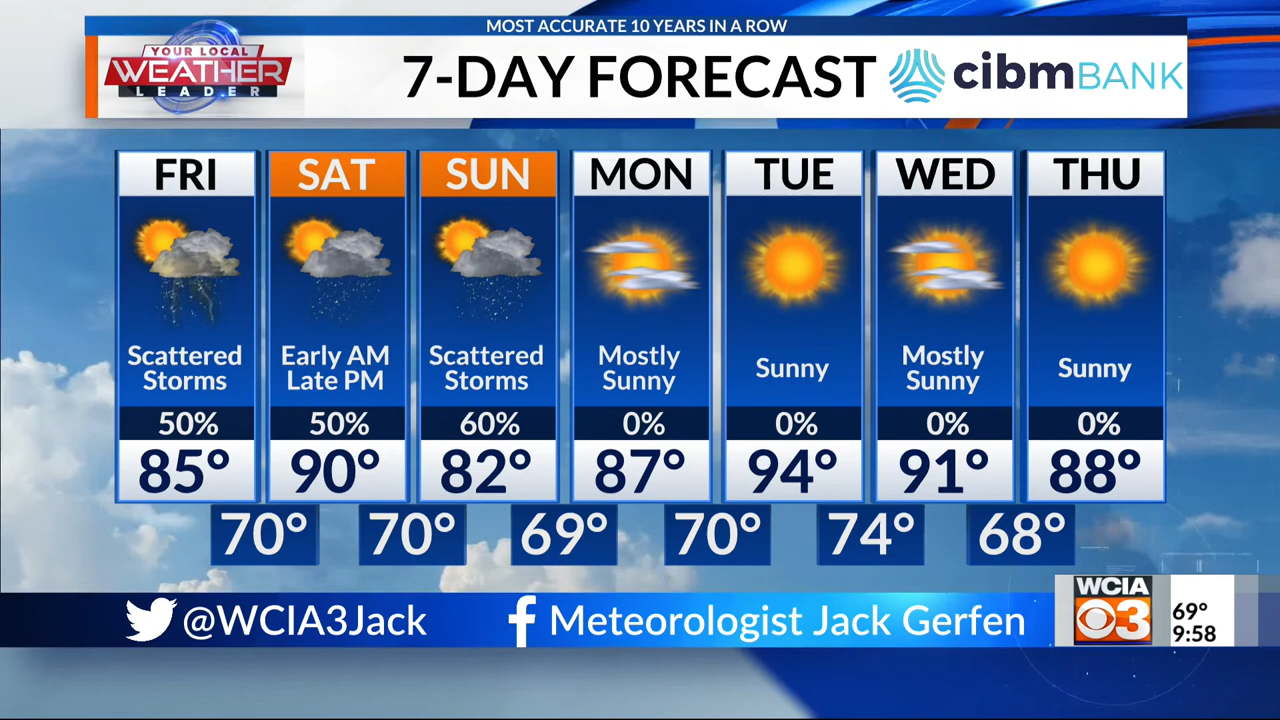 MOST ACCURATE 10 YEARS IN A ROW
YOUR LOCAL
WEATHER
LEADER
7-DAY FORECAST
cibmBANK
FRI SAT SUN MON TUE WED THU
Scattered Storms
Early AM Late PM
Scattered Storms
Mostly Sunny
Sunny
Mostly Sunny
Sunny
50% 50% 60% 0% 0% 0% 0%
85° 90° 82° 87° 94° 91° 88°
70° 70° 69° 70° 74° 68°
@WCIA3Jack
Meteorologist Jack Gerfen
WCIA
3
69°
9:58